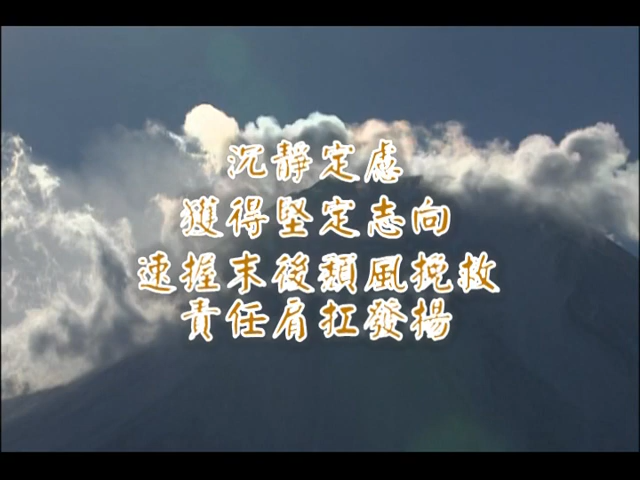 沉靜定慮
獲得堅定志向
速握末後頹風挽救
責任肩扛發揚